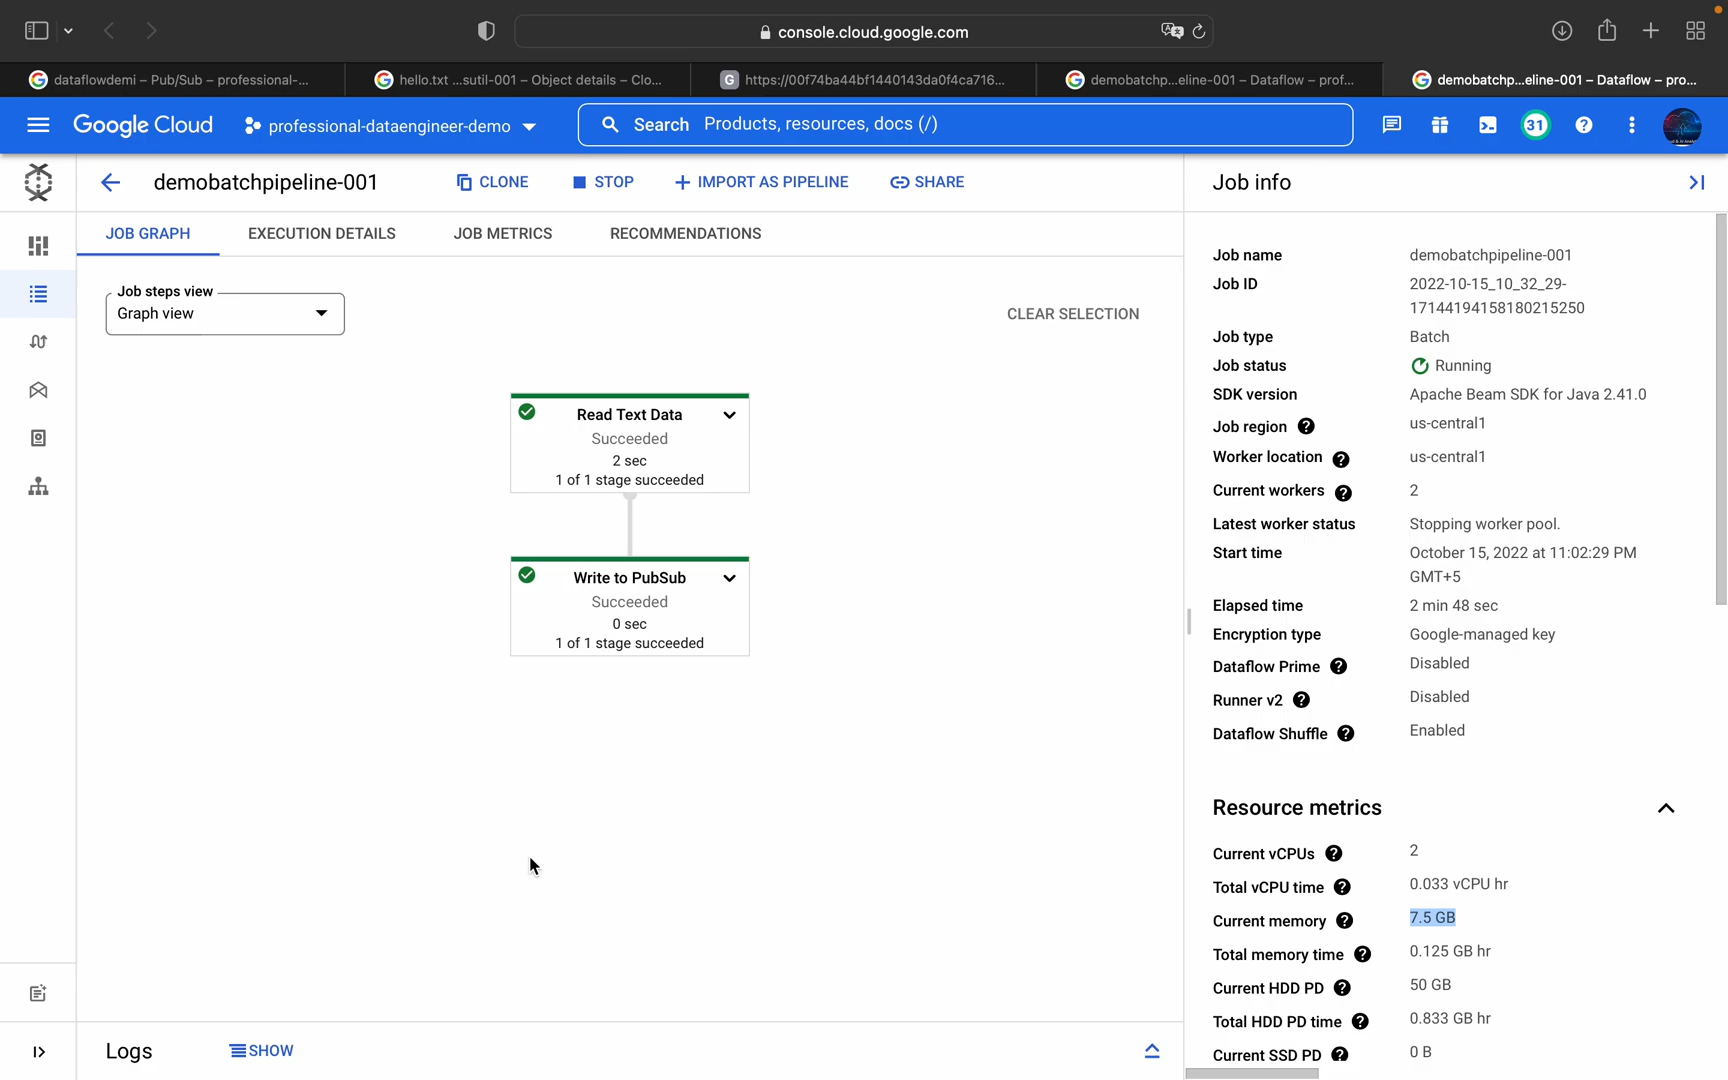 console.cloud.google.com
dataflowdemi – Pub/Sub – professional-...
hello.txt ...sutil-001 – Object details – Clo...
G
https://00f74ba44bf1440143da0f4ca716...
demobatchp...eline-001 – Dataflow – prof...
demobatchp...eline-001 – Dataflow – pro...
Google Cloud
professional-dataengineer-demo
Search Products, resources, docs (/)
31
demobatchpipeline-001
CLONE
STOP
IMPORT AS PIPELINE
SHARE
Job info
JOB GRAPH
EXECUTION DETAILS
JOB METRICS
RECOMMENDATIONS
Job steps view
Graph view
CLEAR SELECTION
Read Text Data
Succeeded
2 sec
1 of 1 stage succeeded
Write to PubSub
Succeeded
0 sec
1 of 1 stage succeeded
Job name demobatchpipeline-001
Job ID 2022-10-15_10_32_29-
17144194158180215250
Job type Batch
Job status Running
SDK version Apache Beam SDK for Java 2.41.0
Job region us-central1
Worker location us-central1
Current workers 2
Latest worker status Stopping worker pool.
Start time October 15, 2022 at 11:02:29 PM
GMT+5
Elapsed time 2 min 48 sec
Encryption type Google-managed key
Dataflow Prime Disabled
Runner v2 Disabled
Dataflow Shuffle Enabled
Resource metrics
Current vCPUs 2
Total vCPU time 0.033 vCPU hr
Current memory 7.5 GB
Total memory time 0.125 GB hr
Current HDD PD 50 GB
Total HDD PD time 0.833 GB hr
Current SSD PD 0 B
Logs
SHOW